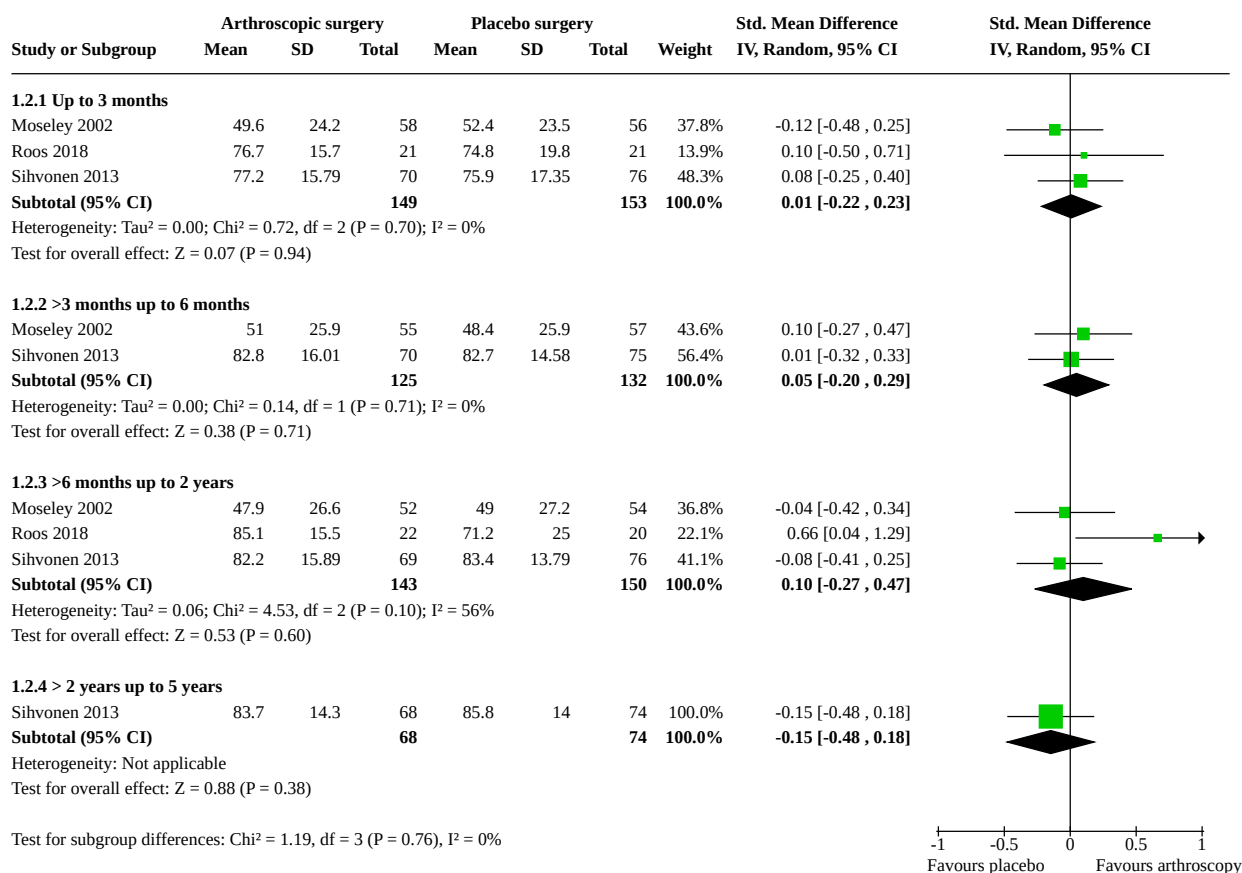 Arthroscopic surgery Placebo surgery Std. Mean Difference Std. Mean Difference
Study or Subgroup Mean SD Total Mean SD Total Weight IV, Random, 95% CI IV, Random, 95% CI
1.2.1 Up to 3 months
Moseley 2002 49.6 24.2 58 52.4 23.5 56 37.8% -0.12 [-0.48 , 0.25]
Roos 2018 76.7 15.7 21 74.8 19.8 21 13.9% 0.10 [-0.50 , 0.71]
Sihvonen 2013 77.2 15.79 70 75.9 17.35 76 48.3% 0.08 [-0.25 , 0.40]
Subtotal (95% CI) 149 153 100.0% 0.01 [-0.22 , 0.23]
Heterogeneity: Tau² = 0.00; Chi² = 0.72, df = 2 (P = 0.70); I² = 0%
Test for overall effect: Z = 0.07 (P = 0.94)
1.2.2 >3 months up to 6 months
Moseley 2002 51 25.9 55 48.4 25.9 57 43.6% 0.10 [-0.27 , 0.47]
Sihvonen 2013 82.8 16.01 70 82.7 14.58 75 56.4% 0.01 [-0.32 , 0.33]
Subtotal (95% CI) 125 132 100.0% 0.05 [-0.20 , 0.29]
Heterogeneity: Tau² = 0.00; Chi² = 0.14, df = 1 (P = 0.71); I² = 0%
Test for overall effect: Z = 0.38 (P = 0.71)
1.2.3 >6 months up to 2 years
Moseley 2002 47.9 26.6 52 49 27.2 54 36.8% -0.04 [-0.42 , 0.34]
Roos 2018 85.1 15.5 22 71.2 25 20 22.1% 0.66 [0.04 , 1.29]
Sihvonen 2013 82.2 15.89 69 83.4 13.79 76 41.1% -0.08 [-0.41 , 0.25]
Subtotal (95% CI) 143 150 100.0% 0.10 [-0.27 , 0.47]
Heterogeneity: Tau² = 0.06; Chi² = 4.53, df = 2 (P = 0.10); I² = 56%
Test for overall effect: Z = 0.53 (P = 0.60)
1.2.4 > 2 years up to 5 years
Sihvonen 2013 83.7 14.3 68 85.8 14 74 100.0% -0.15 [-0.48 , 0.18]
Subtotal (95% CI) 68 74 100.0% -0.15 [-0.48 , 0.18]
Heterogeneity: Not applicable
Test for overall effect: Z = 0.88 (P = 0.38)
Test for subgroup differences: Chi² = 1.19, df = 3 (P = 0.76), I² = 0%
-1 -0.5 0 0.5 1
Favours placebo Favours arthroscopy